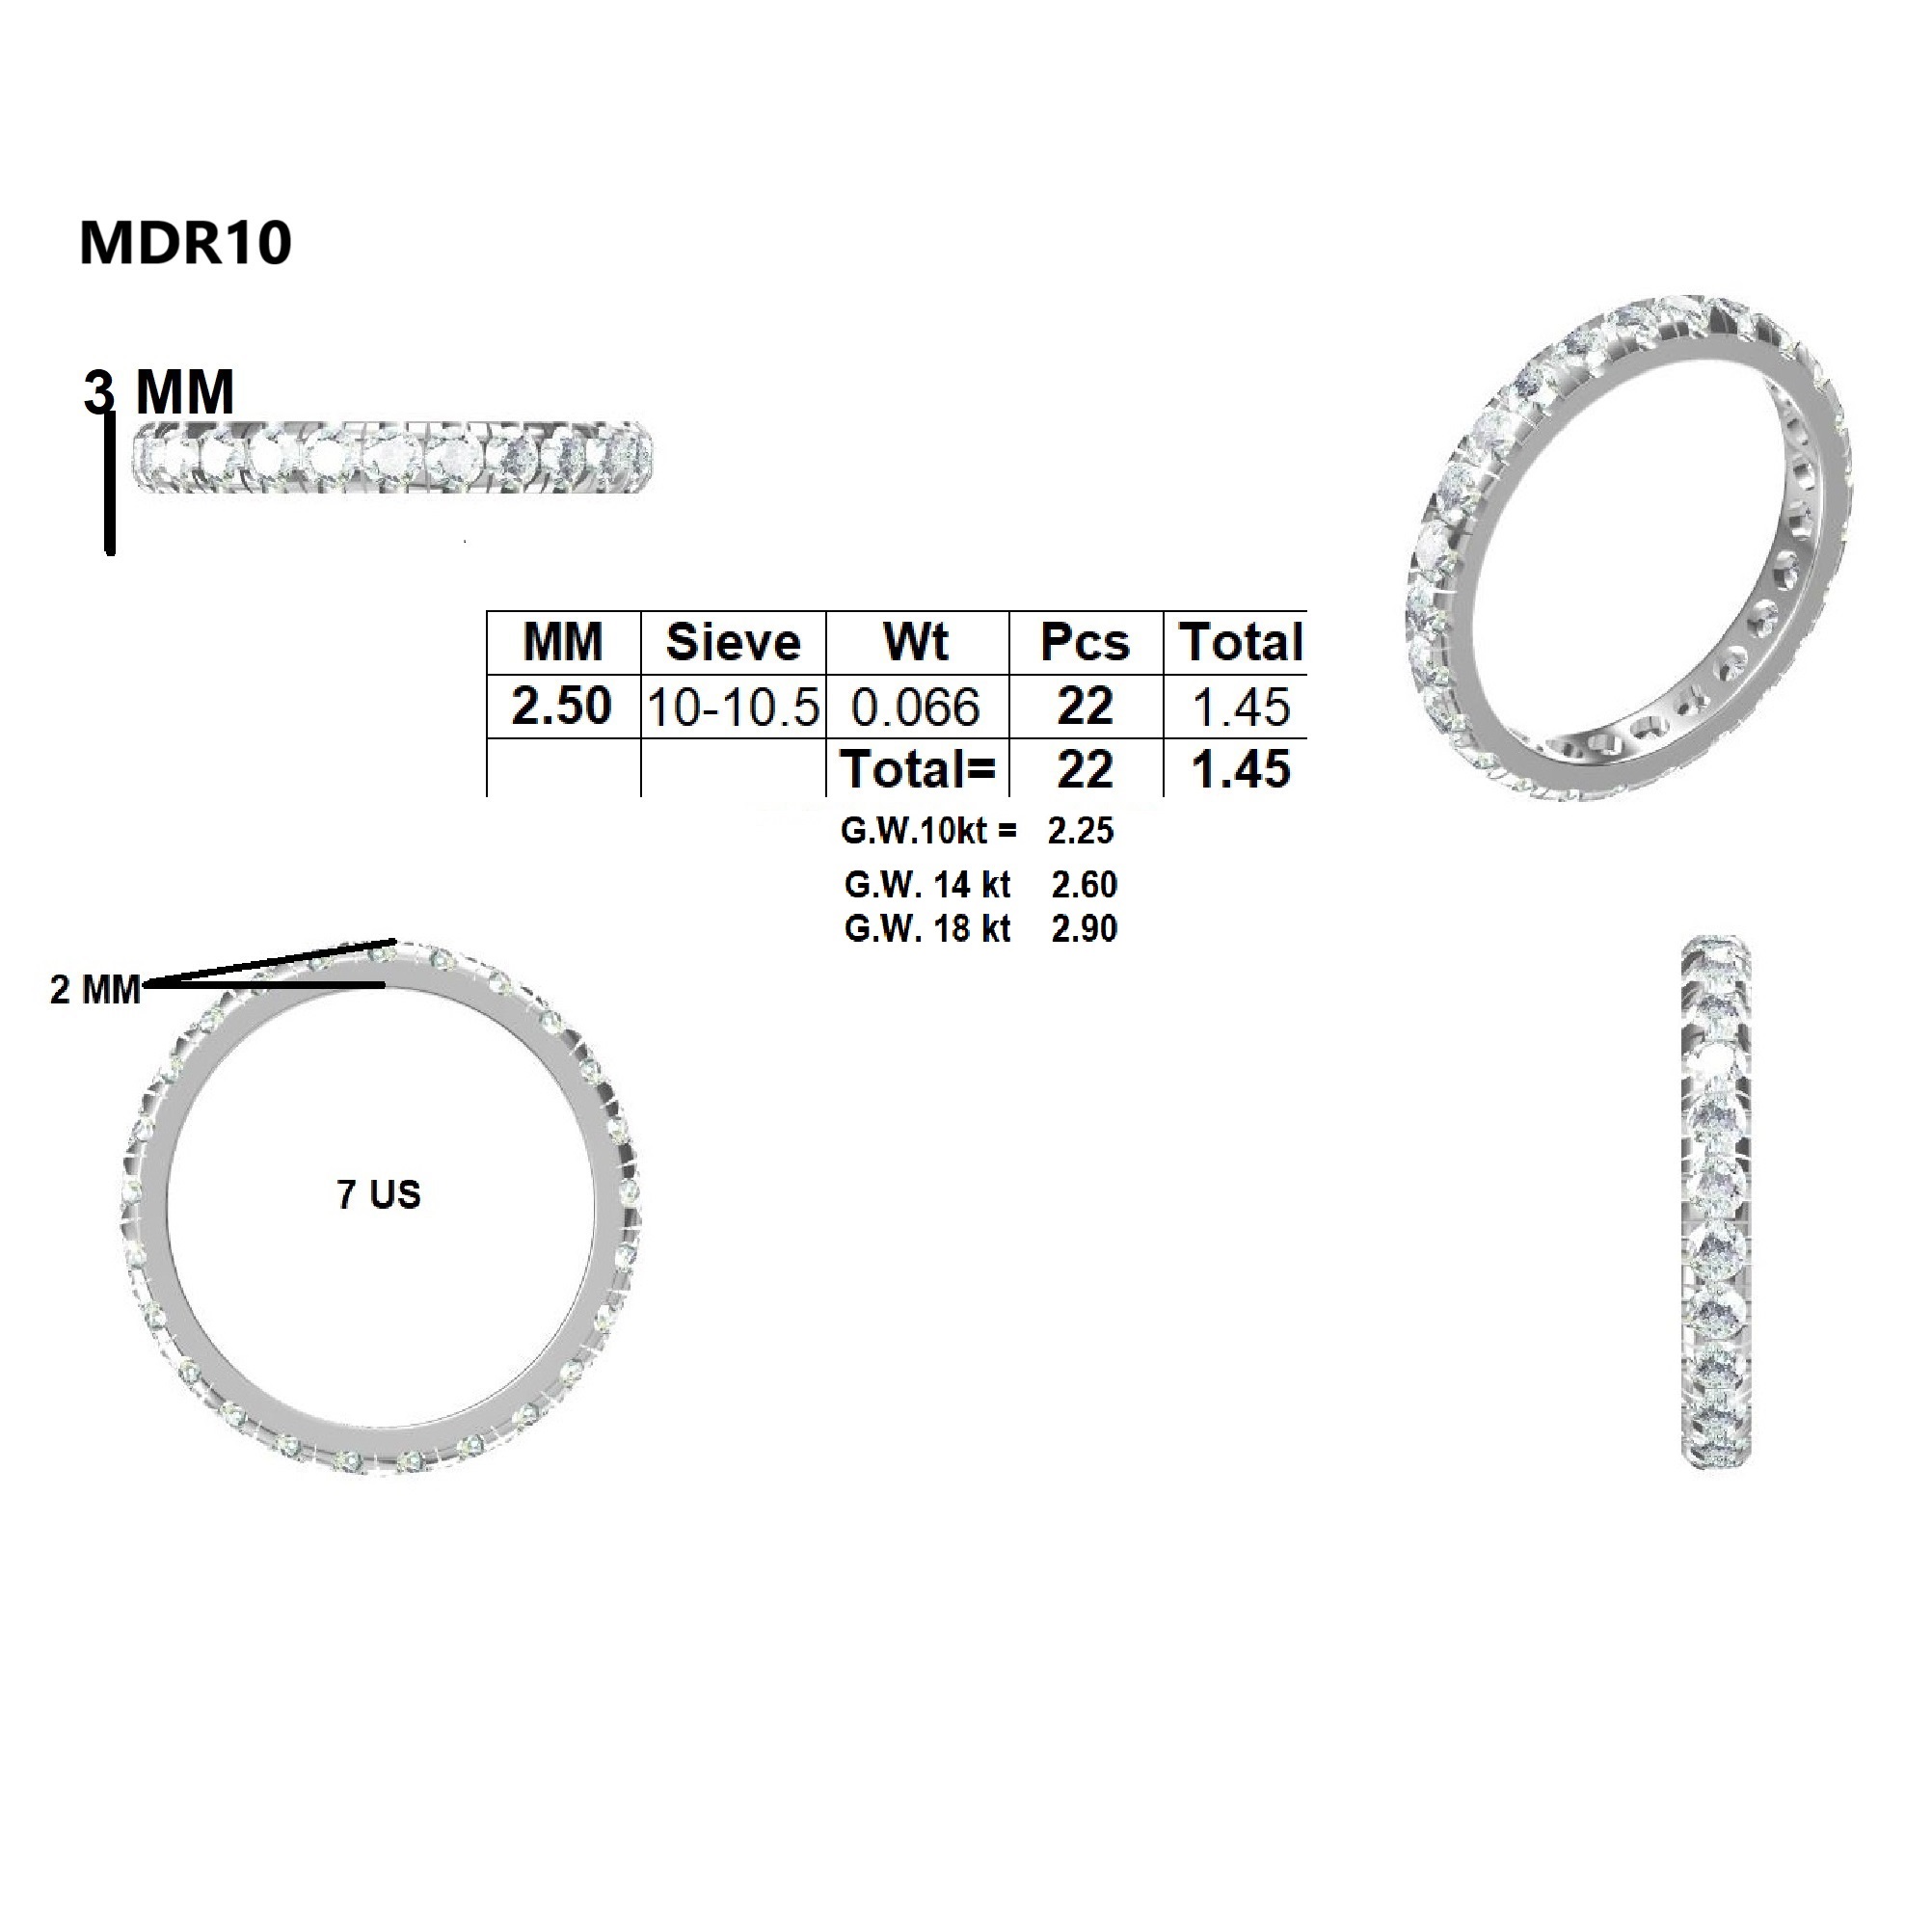 MDR10
3 MM
MM Sieve Wt Pcs Total
2.50 10-10.5 0.066 22 1.45
Total= 22 1.45
G.W.10kt = 2.25
G.W. 14 kt 2.60
G.W. 18 kt 2.90
2 MM
7 US